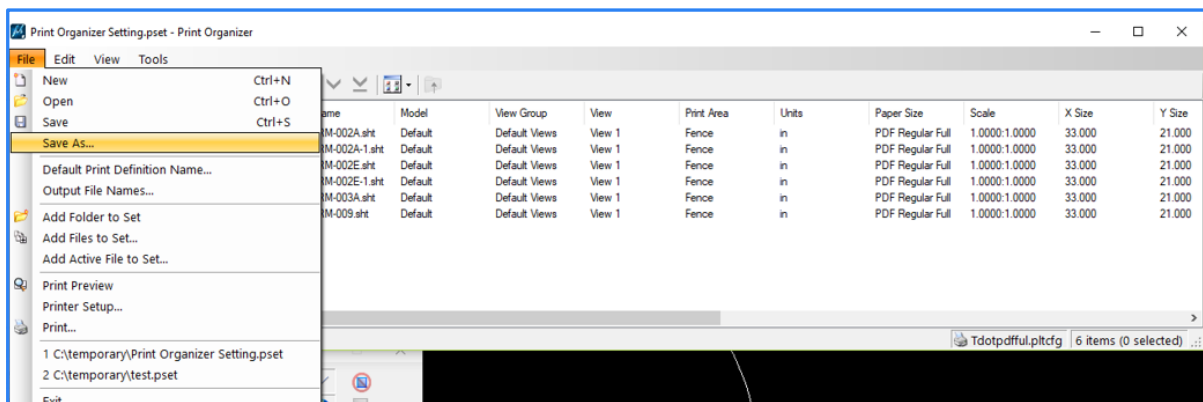 Print Organizer Setting.pset - Print Organizer
File Edit View Tools
New Ctrl+N
Open Ctrl+O
Save Ctrl+S
Save As...
Default Print Definition Name...
Output File Names...
Add Folder to Set
Add Files to Set...
Add Active File to Set...
Print Preview
Printer Setup...
Print...
1 C:\temporary\Print Organizer Setting.pset
2 C:\temporary\test.pset
Exit
ame Model View Group View Print Area Units Paper Size Scale X Size Y Size
RM-002A.sht Default Default Views View 1 Fence in PDF Regular Full 1.0000:1.0000 33.000 21.000
RM-002A-1.sht Default Default Views View 1 Fence in PDF Regular Full 1.0000:1.0000 33.000 21.000
RM-002E.sht Default Default Views View 1 Fence in PDF Regular Full 1.0000:1.0000 33.000 21.000
RM-002E-1.sht Default Default Views View 1 Fence in PDF Regular Full 1.0000:1.0000 33.000 21.000
RM-003A.sht Default Default Views View 1 Fence in PDF Regular Full 1.0000:1.0000 33.000 21.000
RM-009.sht Default Default Views View 1 Fence in PDF Regular Full 1.0000:1.0000 33.000 21.000
Tdotpdfful.pltcfg 6 items (0 selected)